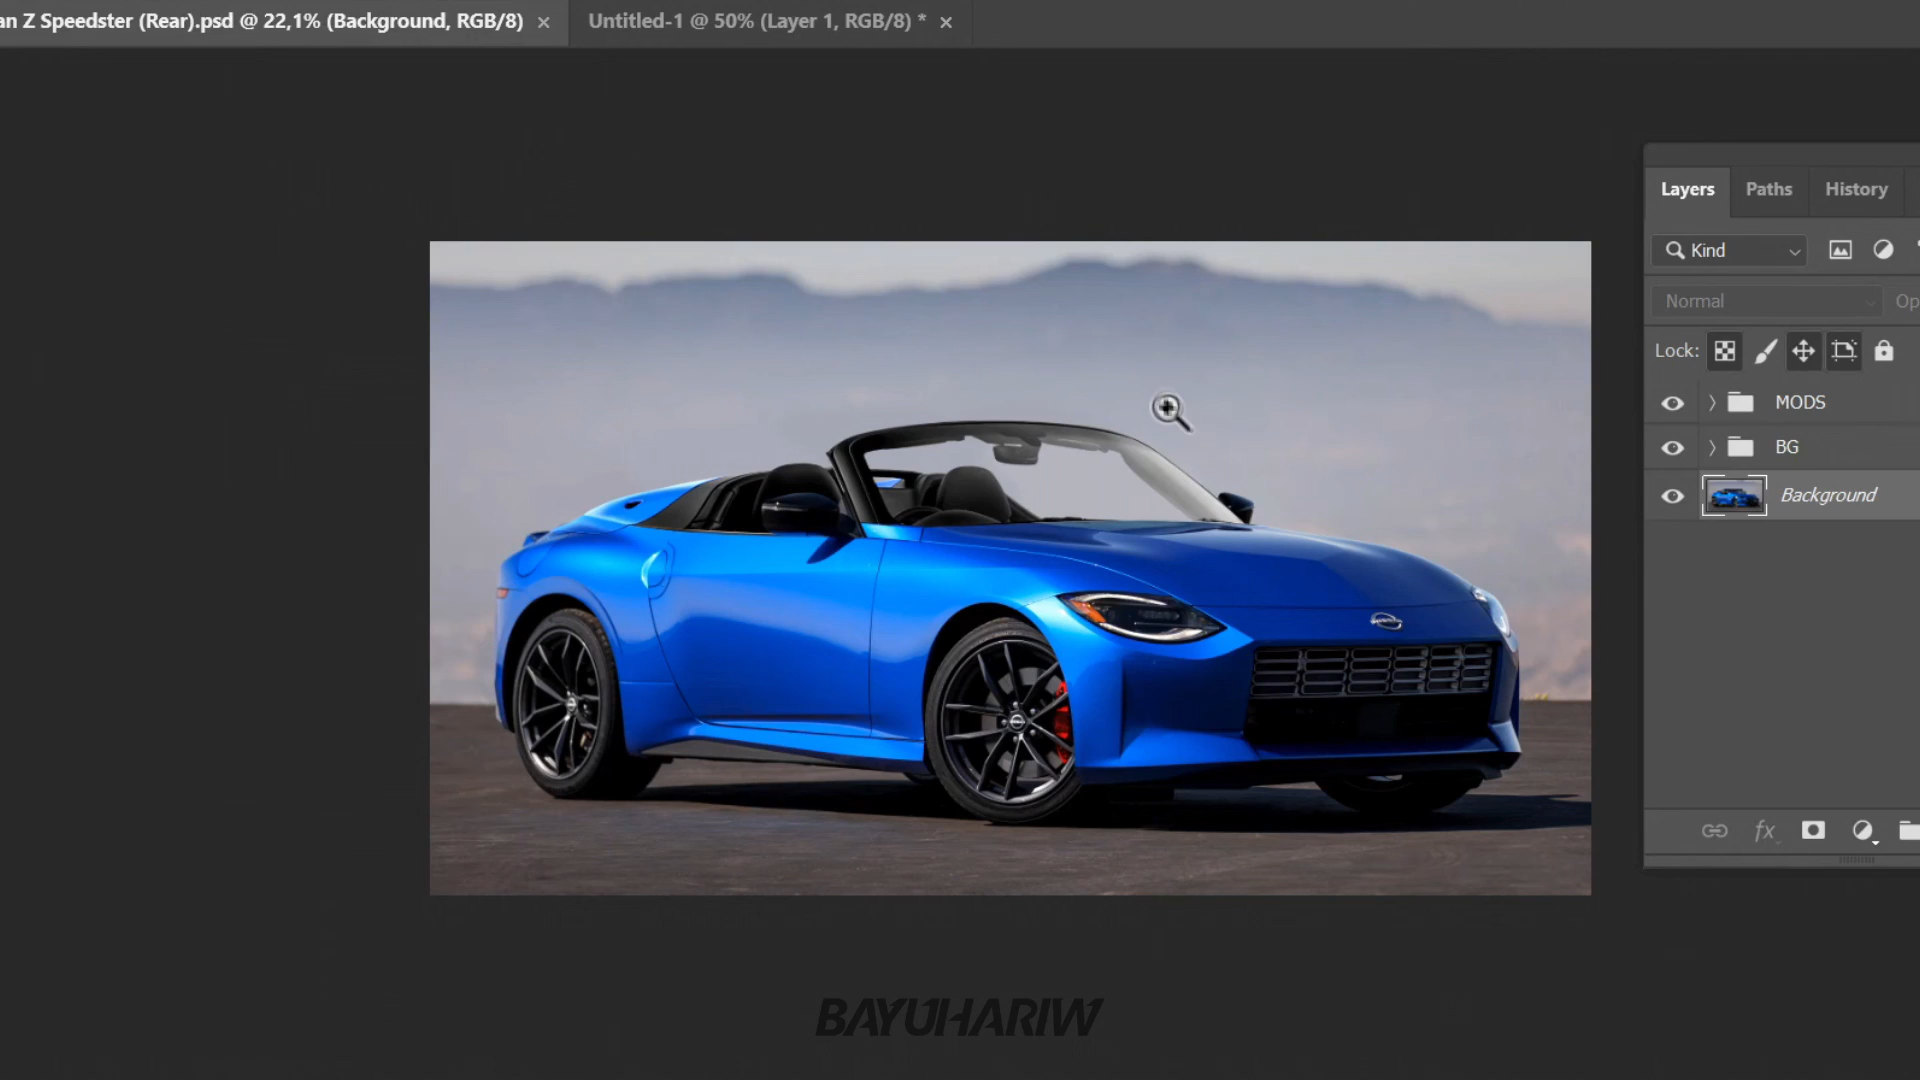 an Z Speedster (Rear).psd @ 22,1% (Background, RGB/8) ×
Untitled-1 @ 50% (Layer 1, RGB/8) * ×
Layers Paths History
Kind
Normal Op
Lock:
MODS
BG
Background
fx
BAYUHARIW